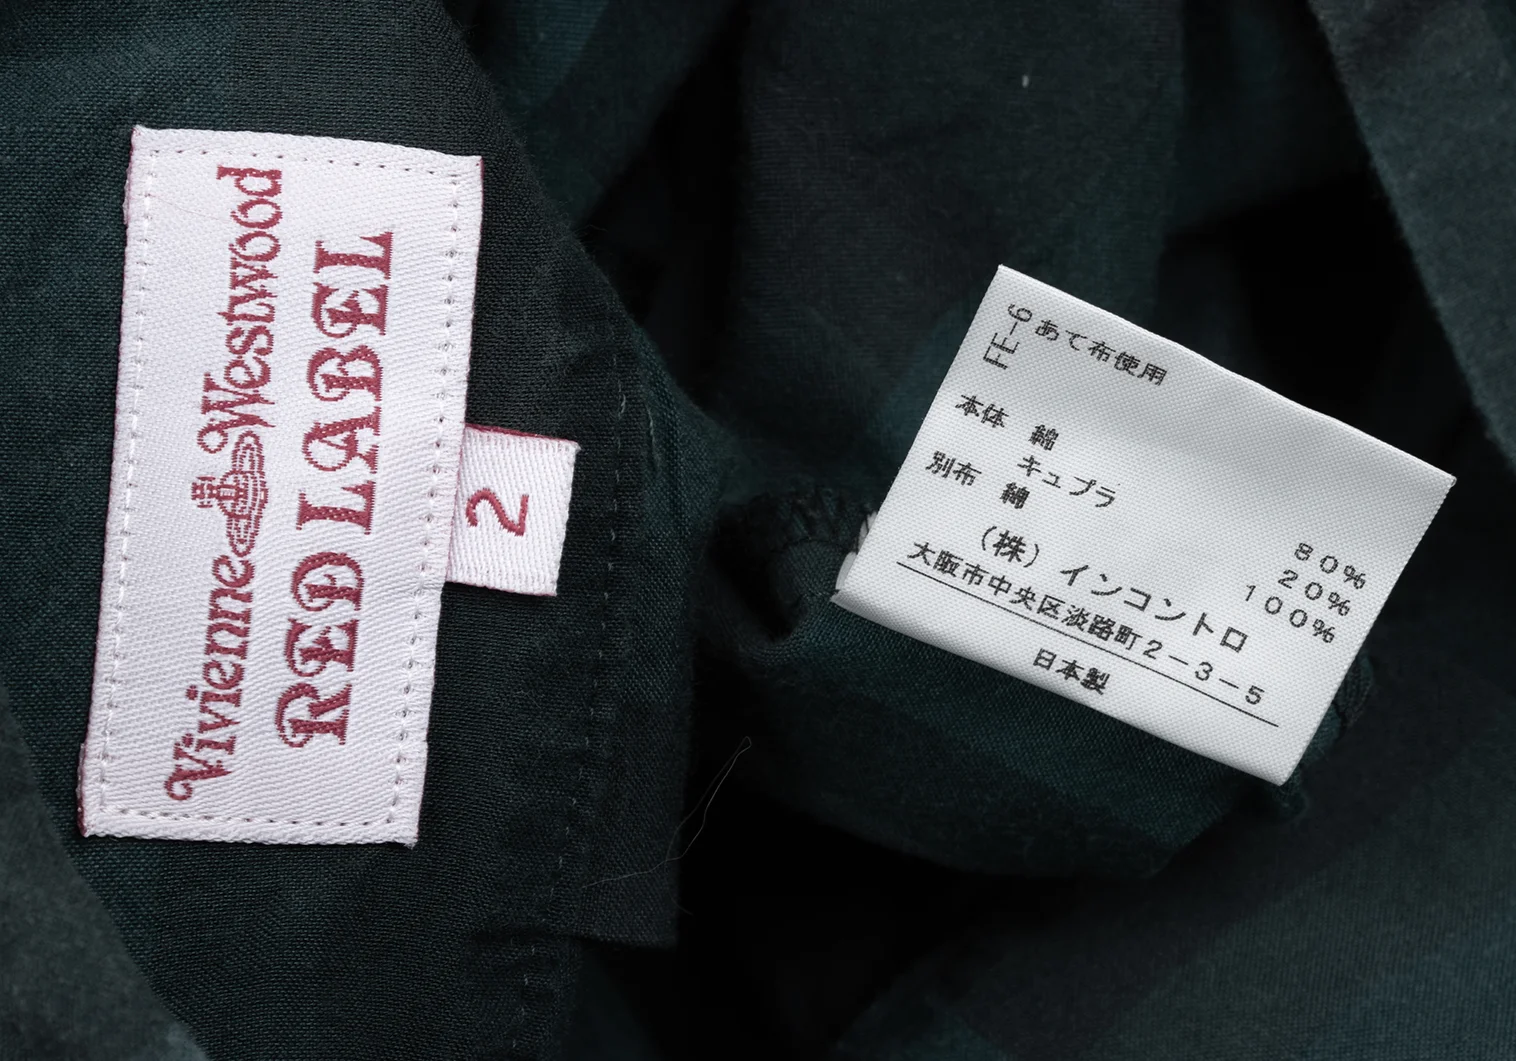 Vivienne Westwood
RED LABEL
2
FF-6
あて布使用
本体 綿 80%
キュプラ 20%
別布 綿 100%
(株)インコントロ
大阪市中央区淡路町2-3-5
日本製